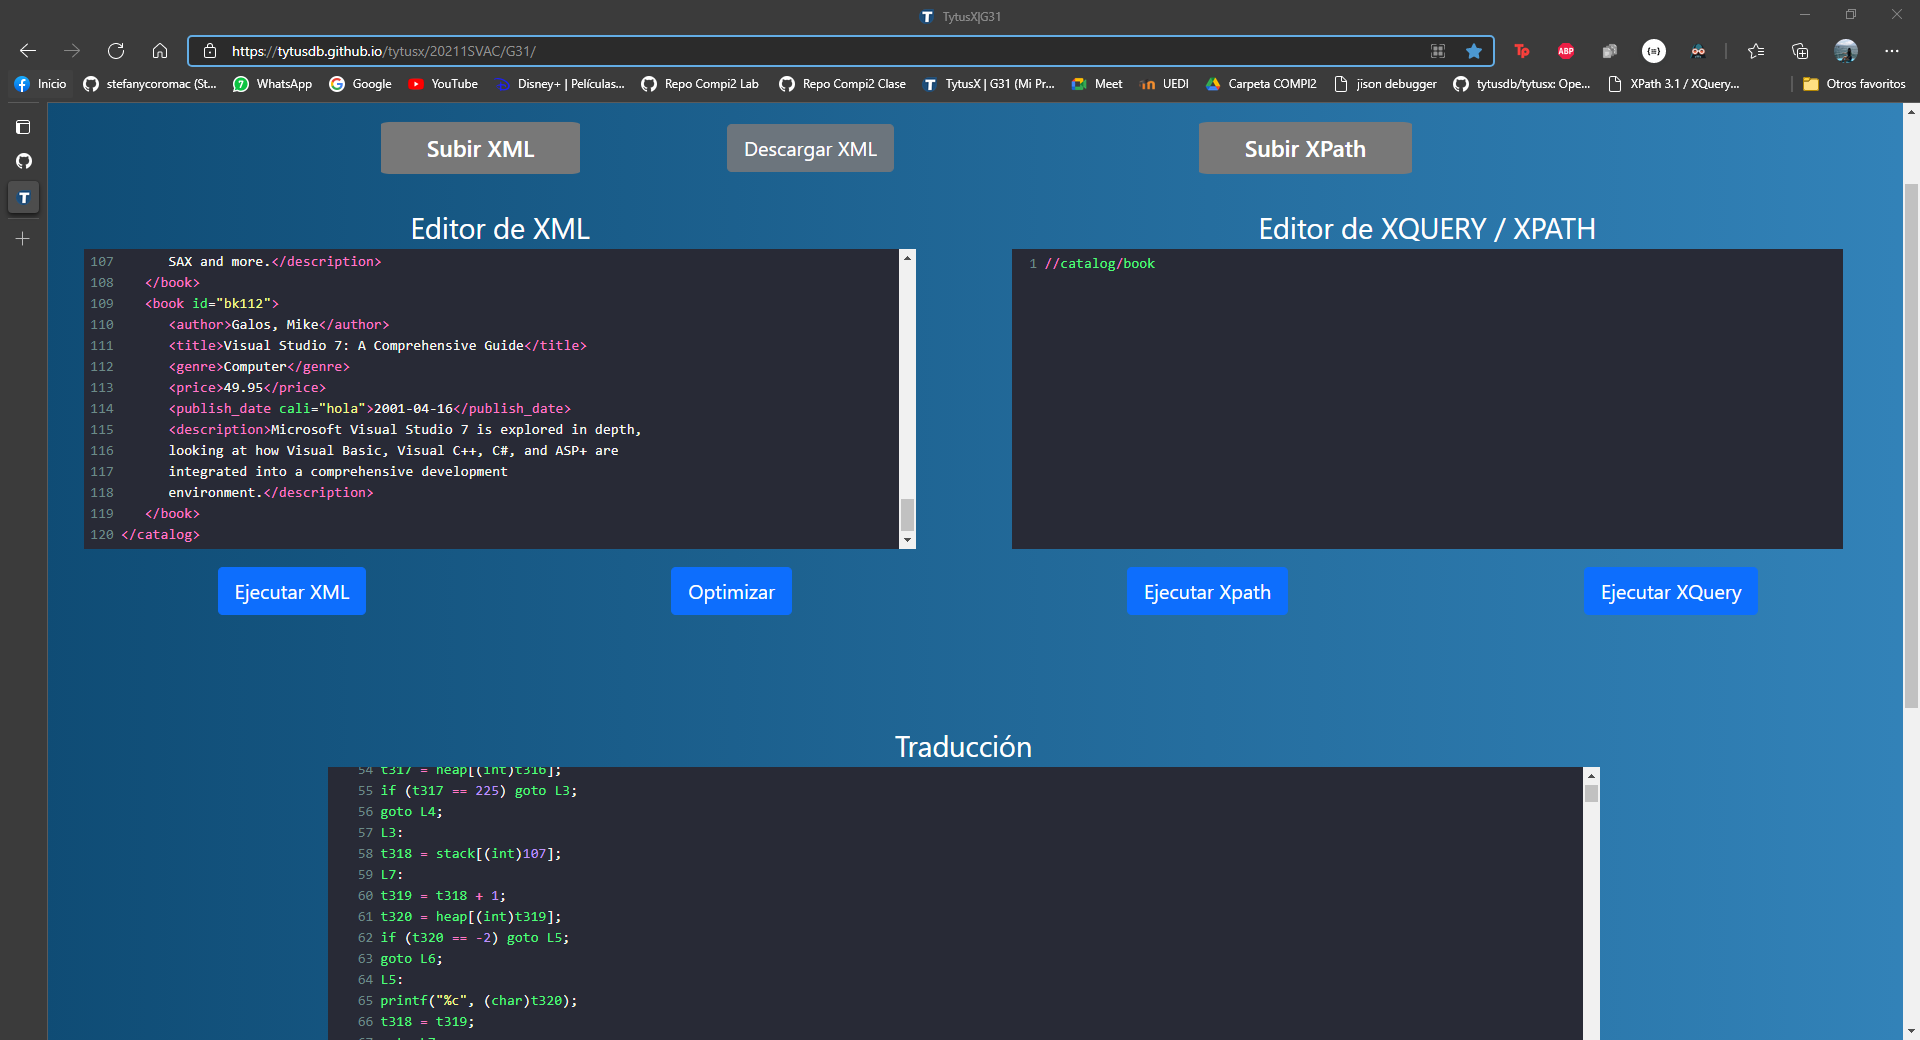 TytusX|G31
https://tytusdb.github.io/tytusx/20211SVAC/G31/
Inicio
stefanycoromac (St...
WhatsApp
Google
YouTube
Disney+ | Películas...
Repo Compi2 Lab
Repo Compi2 Clase
TytusX | G31 (Mi Pr...
Meet
UEDI
Carpeta COMPI2
jison debugger
tytusdb/tytusx: Ope...
XPath 3.1 / XQuery...
Otros favoritos
Subir XML
Descargar XML
Subir XPath
Editor de XML
107 SAX and more.</description>
108 </book>
109 <book id="bk112">
110 <author>Galos, Mike</author>
111 <title>Visual Studio 7: A Comprehensive Guide</title>
112 <genre>Computer</genre>
113 <price>49.95</price>
114 <publish_date cali="hola">2001-04-16</publish_date>
115 <description>Microsoft Visual Studio 7 is explored in depth,
116 looking at how Visual Basic, Visual C++, C#, and ASP+ are
117 integrated into a comprehensive development
118 environment.</description>
119 </book>
120 </catalog>
Editor de XQUERY / XPATH
1 //catalog/book
Ejecutar XML
Optimizar
Ejecutar Xpath
Ejecutar XQuery
Traducción
54 t317 = heap[(int)t316];
55 if (t317 == 225) goto L3;
56 goto L4;
57 L3:
58 t318 = stack[(int)107];
59 L7:
60 t319 = t318 + 1;
61 t320 = heap[(int)t319];
62 if (t320 == -2) goto L5;
63 goto L6;
64 L5:
65 printf("%c", (char)t320);
66 t318 = t319;